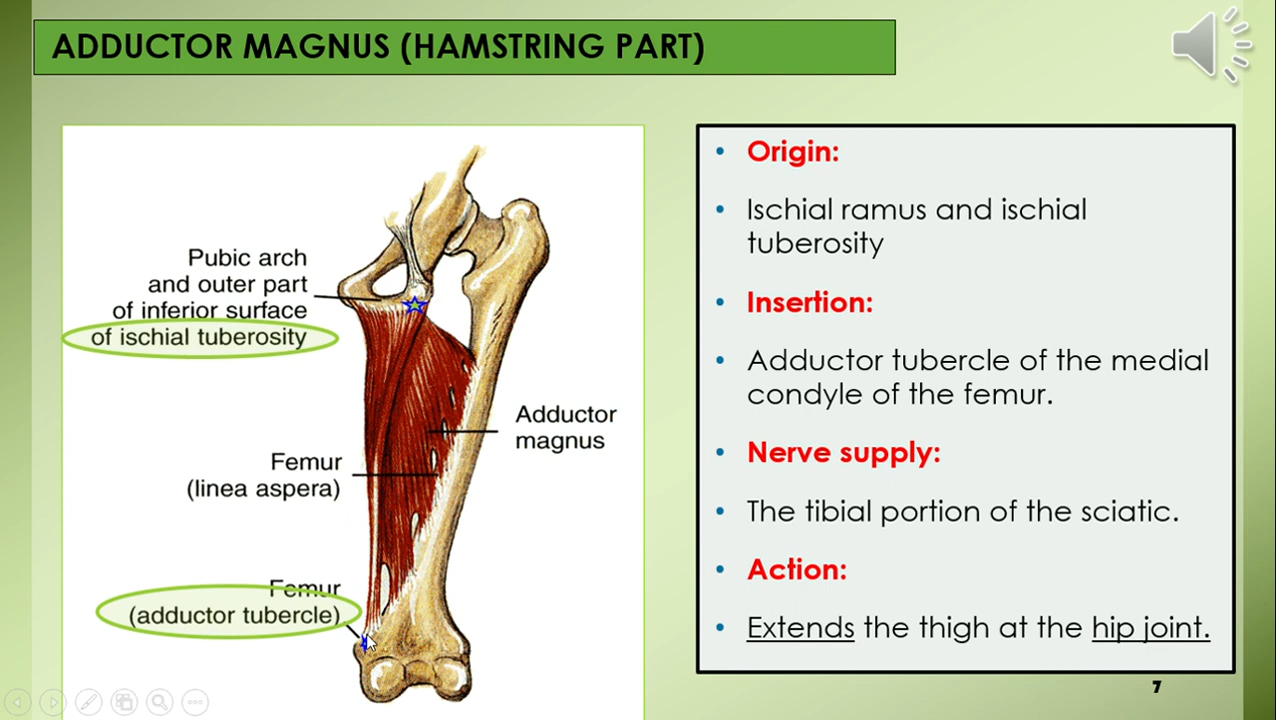 ADDUCTOR MAGNUS (HAMSTRING PART)
Pubic arch
and outer part
of inferior surface
of ischial tuberosity
Adductor
magnus
Femur
(linea aspera)
Femur
(adductor tubercle)
• Origin:
• Ischial ramus and ischial
tuberosity
• Insertion:
• Adductor tubercle of the medial
condyle of the femur.
• Nerve supply:
• The tibial portion of the sciatic.
• Action:
• Extends the thigh at the hip joint.
7